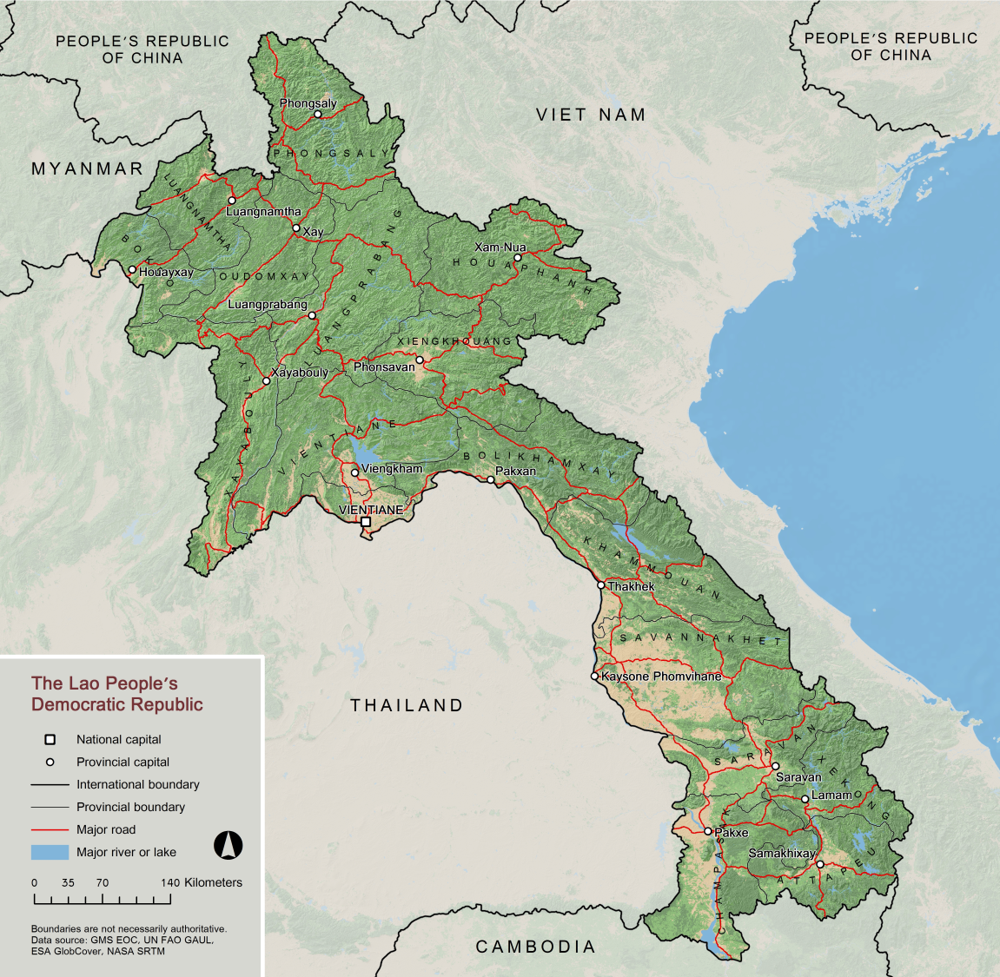 PEOPLE'S REPUBLIC
OF CHINA
PEOPLE'S REPUBLIC
OF CHINA
VIET NAM
MYANMAR
Phongsaly
PHONGSALY
LUANGNAMTHA
Luangnamtha
Xay
BOKEO
Houayxay
OUDOMXAY
LUANGPRABANG
Xam-Nua
HOUAPHANH
Luangprabang
XIENGKHOUANG
Phonsavan
Xayabouly
XAYABOULY
VIENTIANE
Viengkham
VIENTIANE
BOLIKHAMXAY
Pakxan
KHAMMOUAN
Thakhek
SAVANNAKHET
Kaysone Phomvihane
THAILAND
SARAVAN
Saravan
XEKONG
Lamam
Pakxe
CHAMPASAK
Samakhixay
ATTAPEU
CAMBODIA
The Lao People's
Democratic Republic
National capital
Provincial capital
International boundary
Provincial boundary
Major road
Major river or lake
0 35 70 140 Kilometers
Boundaries are not necessarily authoritative.
Data source: GMS EOC, UN FAO GAUL,
ESA GlobCover, NASA SRTM